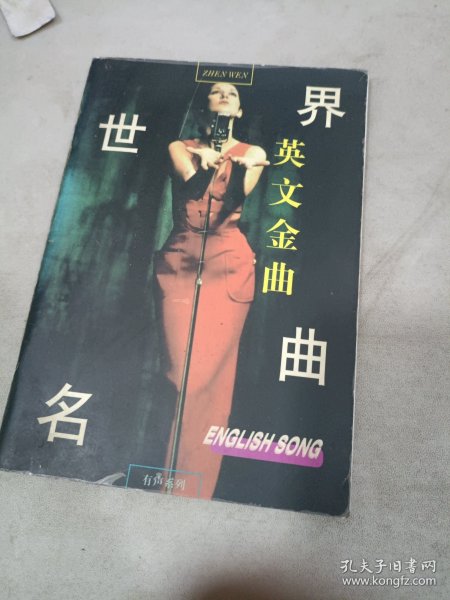 ZHEN WEN
世界
名曲
英文金曲
ENGLISH SONG
有声系列
孔夫子旧书网
www.kongfz.com